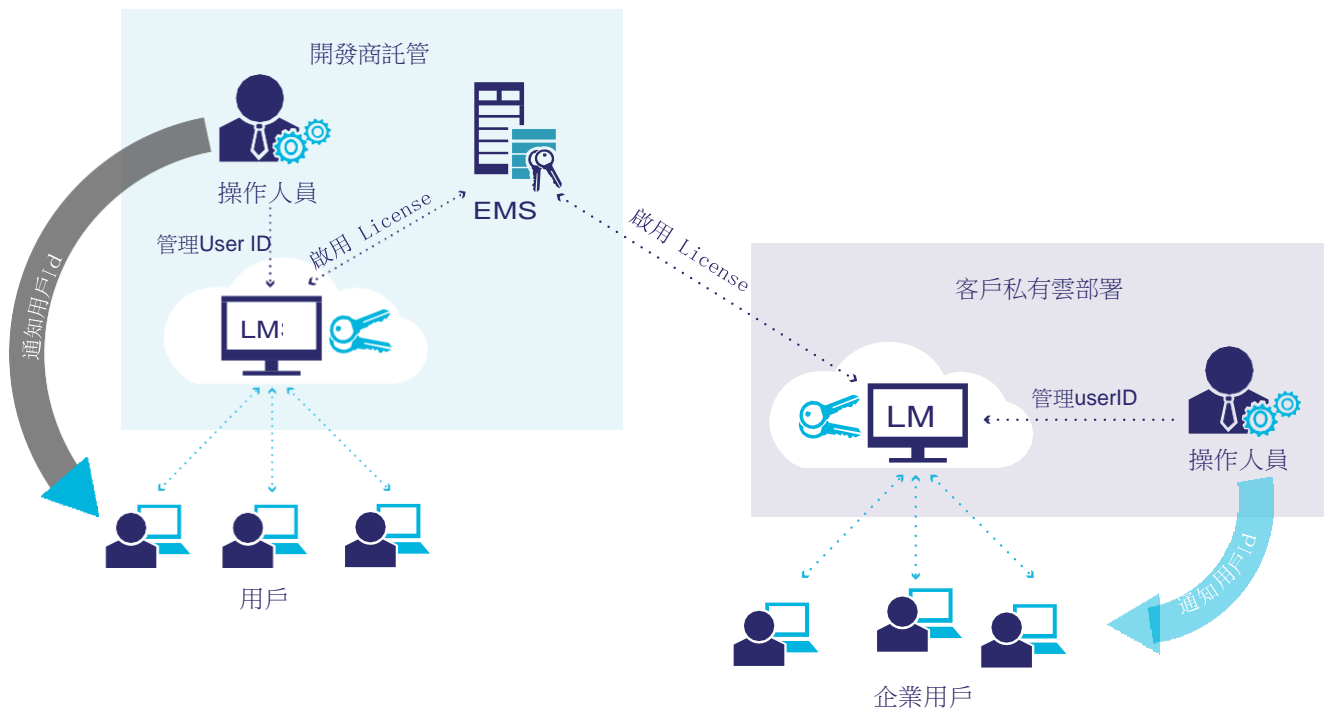 開發商託管
操作人員
EMS
管理User ID
啟用 License
LMS
通知用戶Id
用戶
啟用 License
客戶私有雲部署
LM
管理userID
操作人員
通知用戶Id
企業用戶